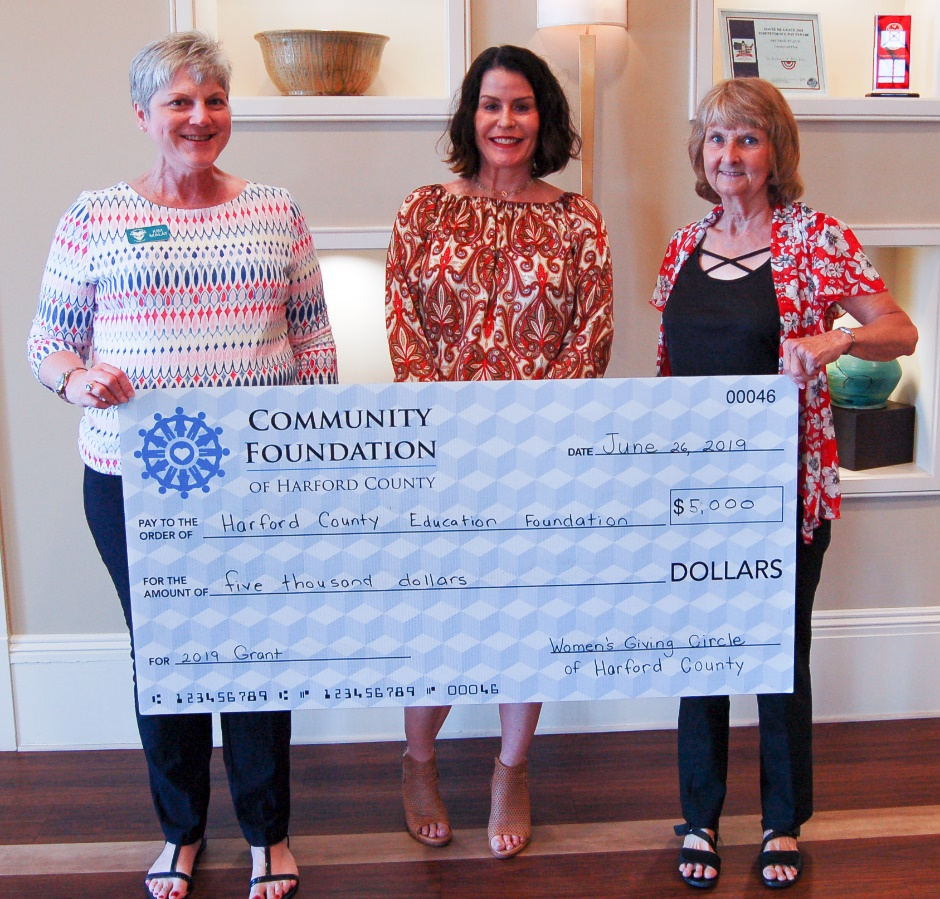 00046
COMMUNITY
FOUNDATION
OF HARFORD COUNTY
DATE June 26, 2019
PAY TO THE
ORDER OF Harford County Education Foundation $5,000
FOR THE
AMOUNT OF five thousand dollars DOLLARS
FOR 2019 Grant
Women's Giving Circle
of Harford County
123456789 123456789 00046